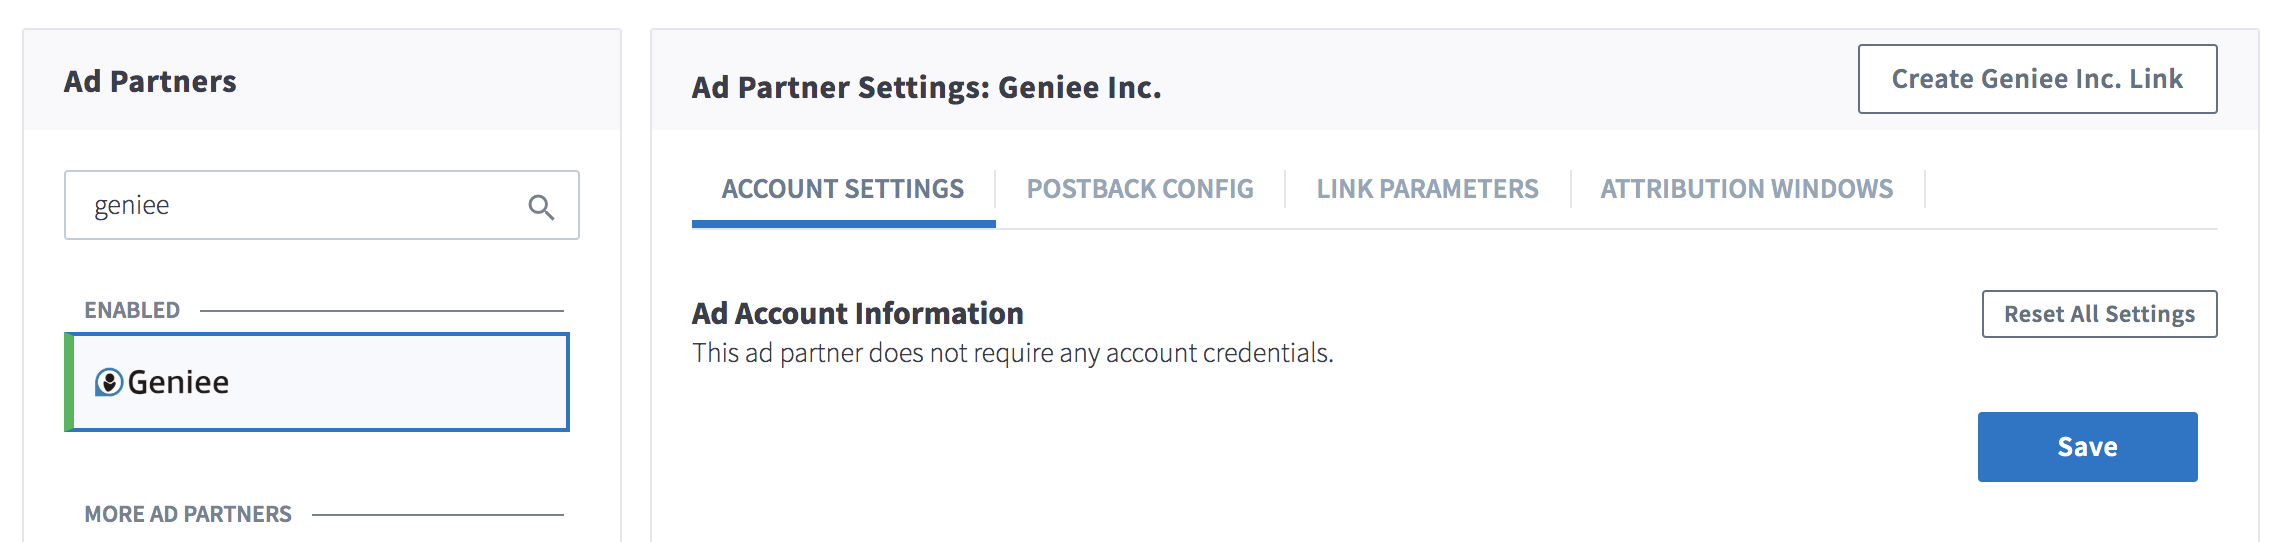 Ad Partners
geniee
ENABLED
Geniee
MORE AD PARTNERS
Ad Partner Settings: Geniee Inc.
Create Geniee Inc. Link
ACCOUNT SETTINGS
POSTBACK CONFIG
LINK PARAMETERS
ATTRIBUTION WINDOWS
Ad Account Information
Reset All Settings
This ad partner does not require any account credentials.
Save